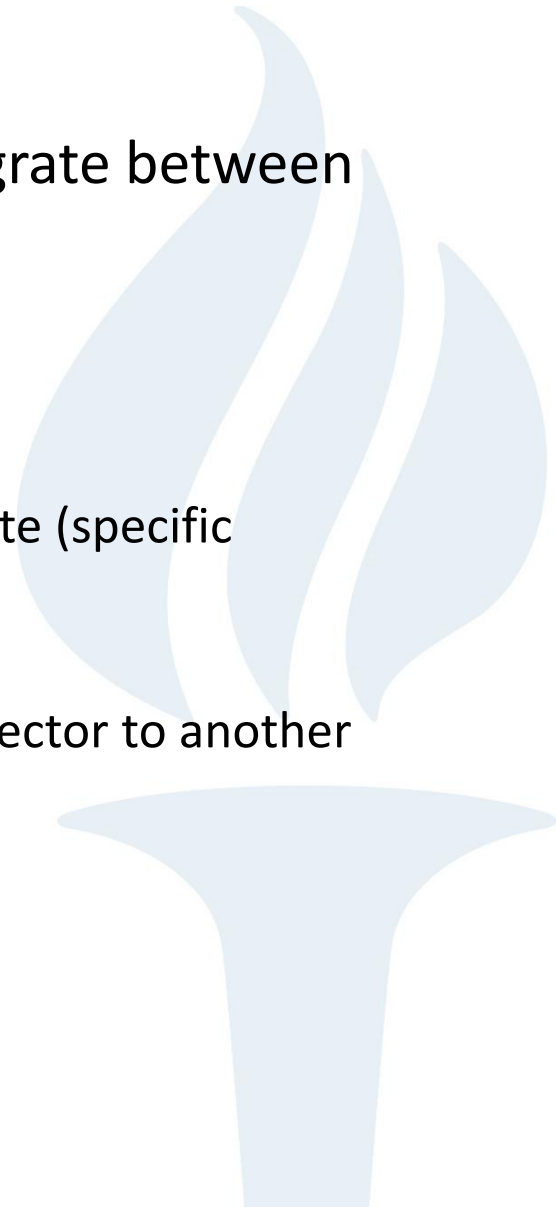 grate between
te (specific
ector to another